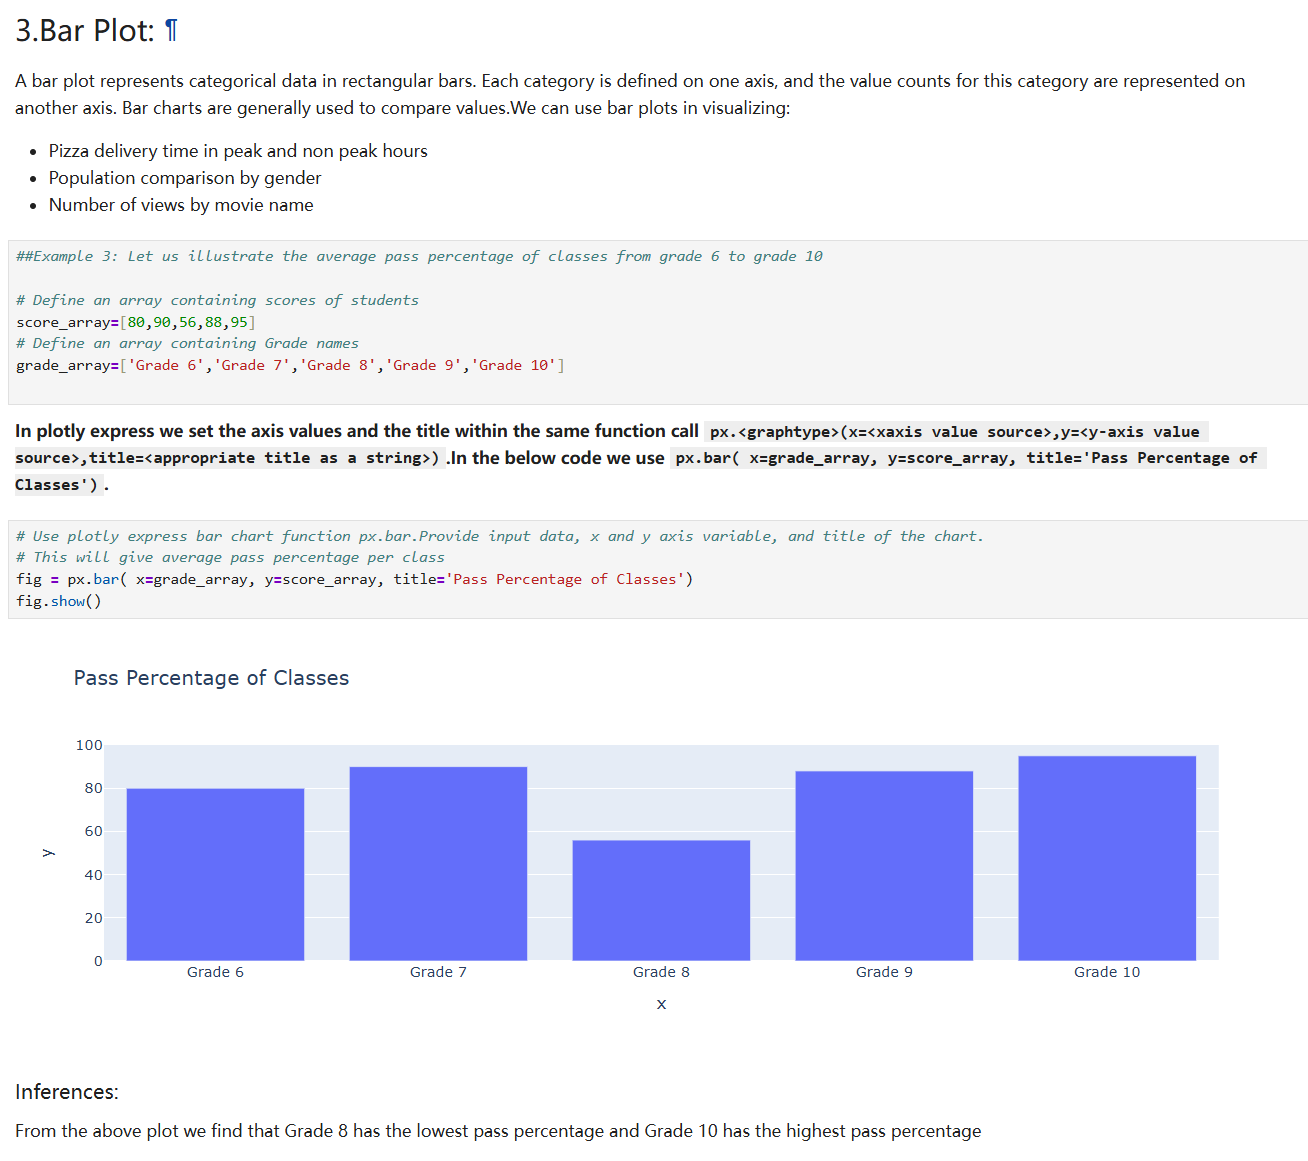 3.Bar Plot: ¶
A bar plot represents categorical data in rectangular bars. Each category is defined on one axis, and the value counts for this category are represented on
another axis. Bar charts are generally used to compare values.We can use bar plots in visualizing:
• Pizza delivery time in peak and non peak hours
• Population comparison by gender
• Number of views by movie name
##Example 3: Let us illustrate the average pass percentage of classes from grade 6 to grade 10
# Define an array containing scores of students
score_array=[80,90,56,88,95]
# Define an array containing Grade names
grade_array=['Grade 6','Grade 7','Grade 8','Grade 9','Grade 10']
In plotly express we set the axis values and the title within the same function call px.<graphtype>(x=<xaxis value source>,y=<y-axis value
source>,title=<appropriate title as a string>) .In the below code we use px.bar( x=grade_array, y=score_array, title='Pass Percentage of
Classes') .
# Use plotly express bar chart function px.bar.Provide input data, x and y axis variable, and title of the chart.
# This will give average pass percentage per class
fig = px.bar( x=grade_array, y=score_array, title='Pass Percentage of Classes')
fig.show()
Pass Percentage of Classes
100
80
60
40
20
0
y
Grade 6 Grade 7 Grade 8 Grade 9 Grade 10
x
Inferences:
From the above plot we find that Grade 8 has the lowest pass percentage and Grade 10 has the highest pass percentage